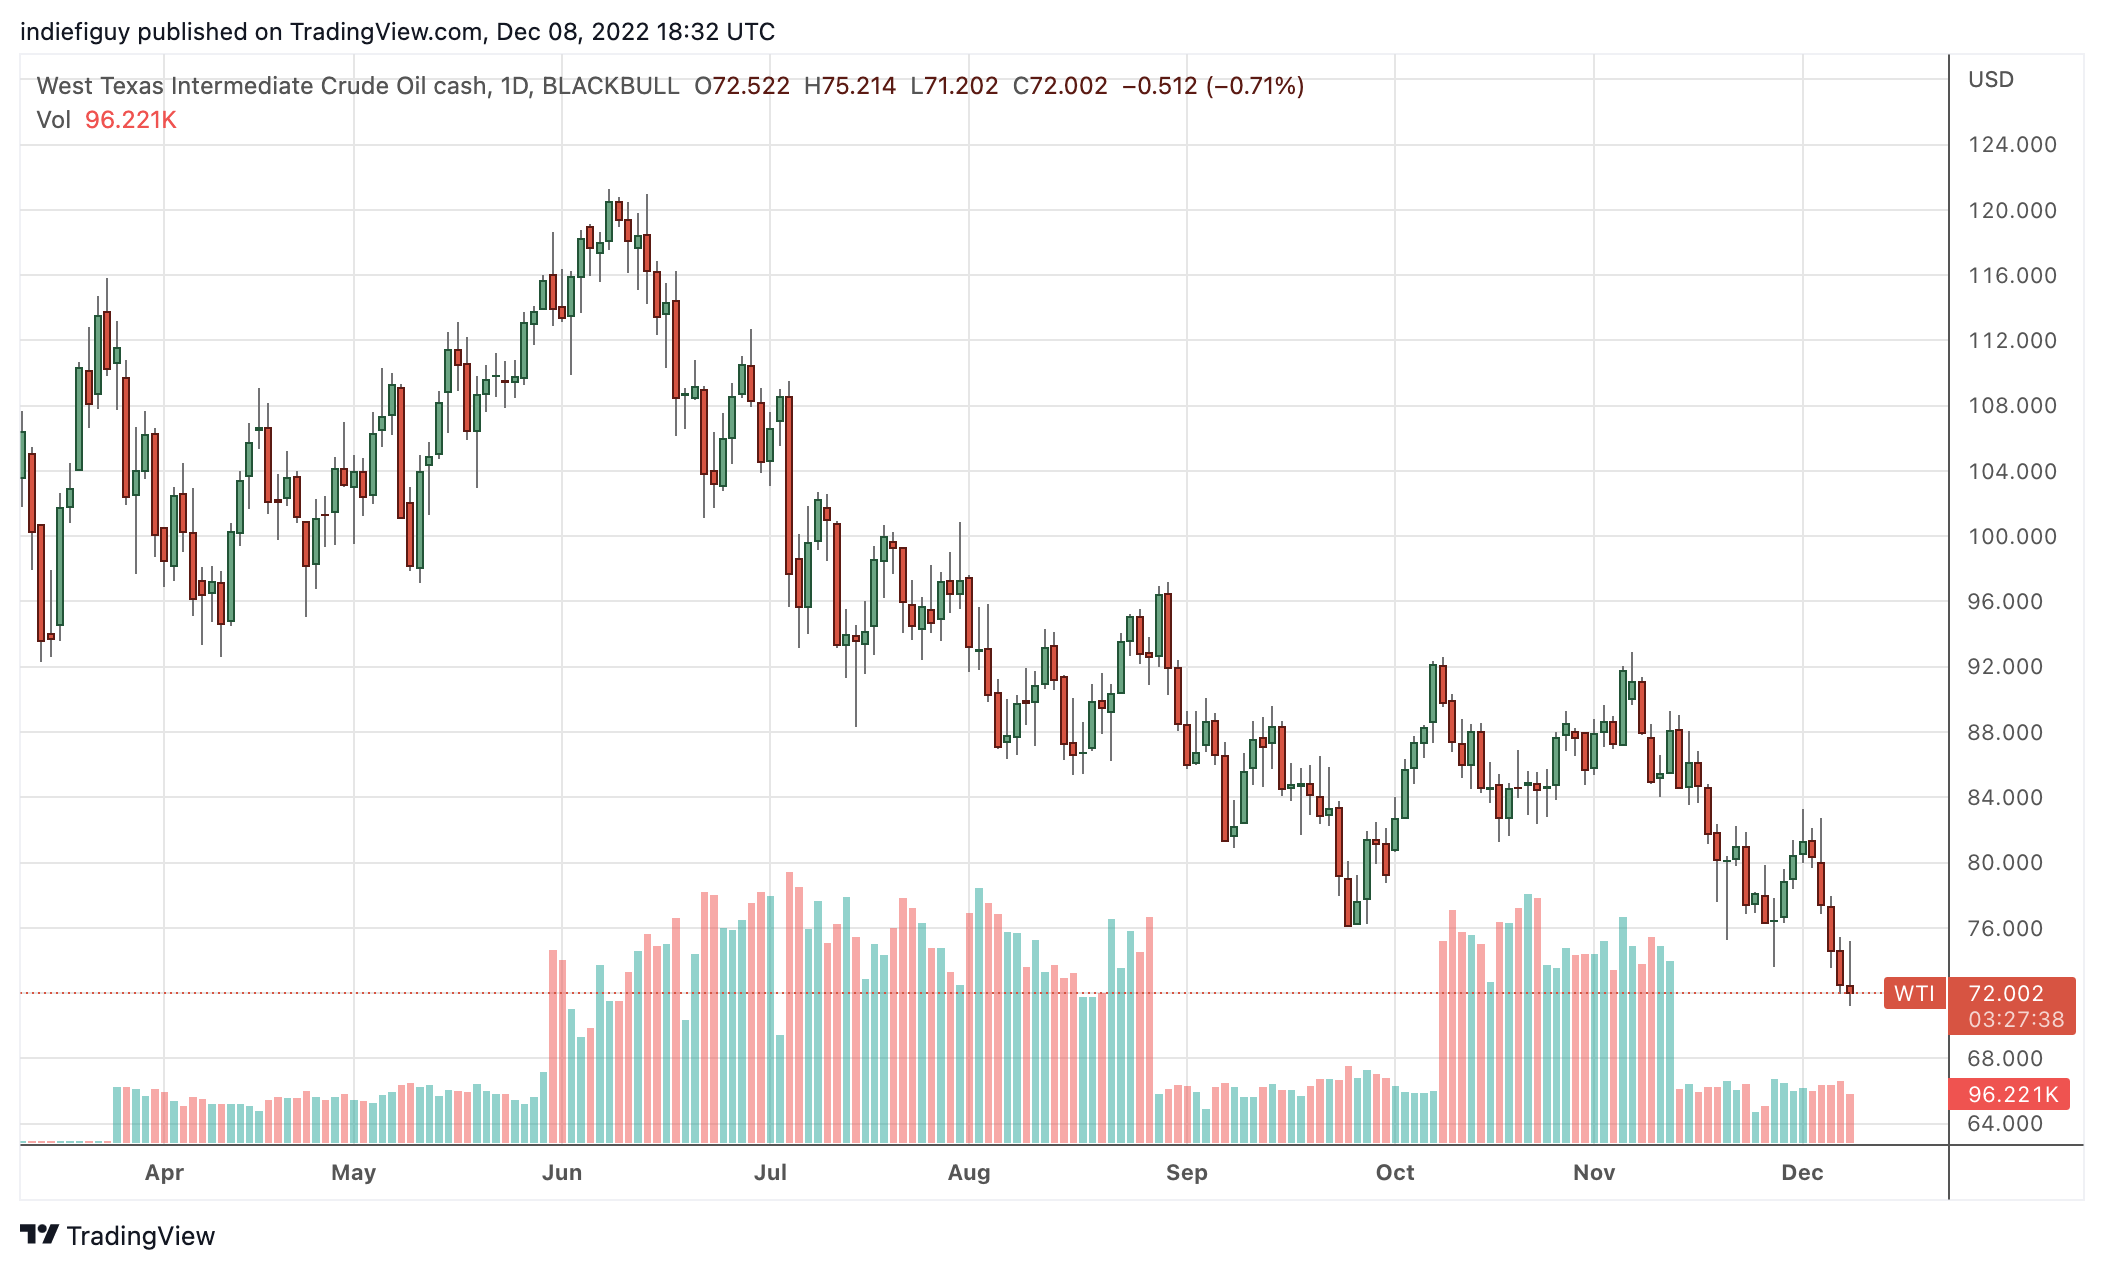 indiefiguy published on TradingView.com, Dec 08, 2022 18:32 UTC
West Texas Intermediate Crude Oil cash, 1D, BLACKBULL O72.522 H75.214 L71.202 C72.002 −0.512 (−0.71%)
Vol 96.221K
USD
124.000
120.000
116.000
112.000
108.000
104.000
100.000
96.000
92.000
88.000
84.000
80.000
76.000
WTI 72.002
03:27:38
68.000
96.221K
64.000
Apr May Jun Jul Aug Sep Oct Nov Dec
TradingView